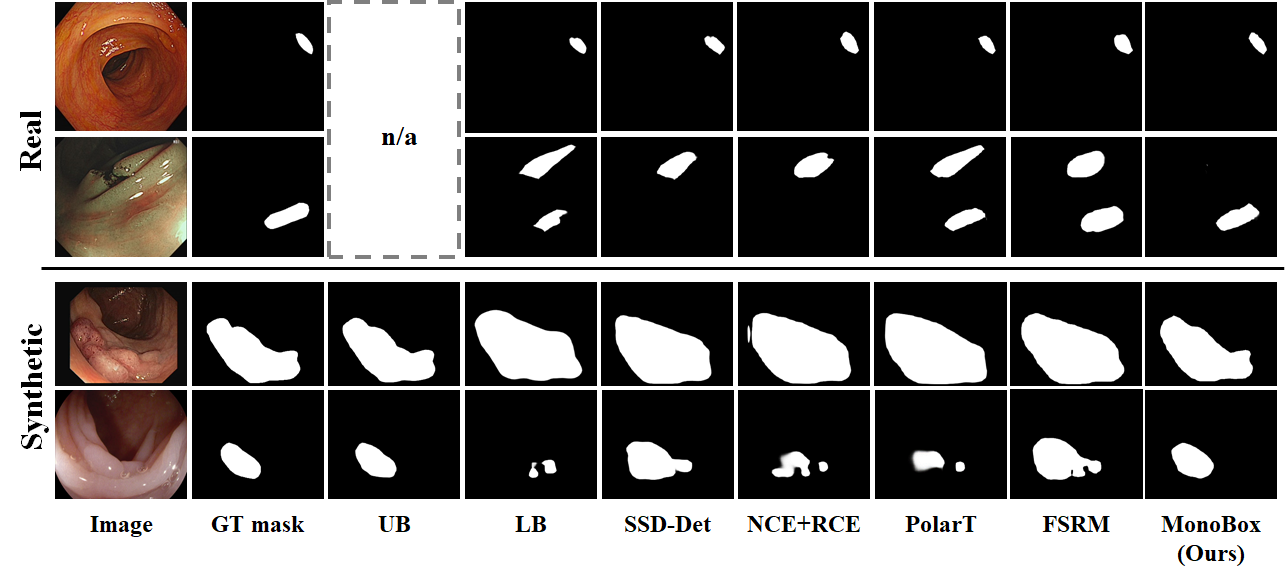 Real
n/a
Synthetic
Image
GT mask
UB
LB
SSD-Det
NCE+RCE
PolarT
FSRM
MonoBox
(Ours)